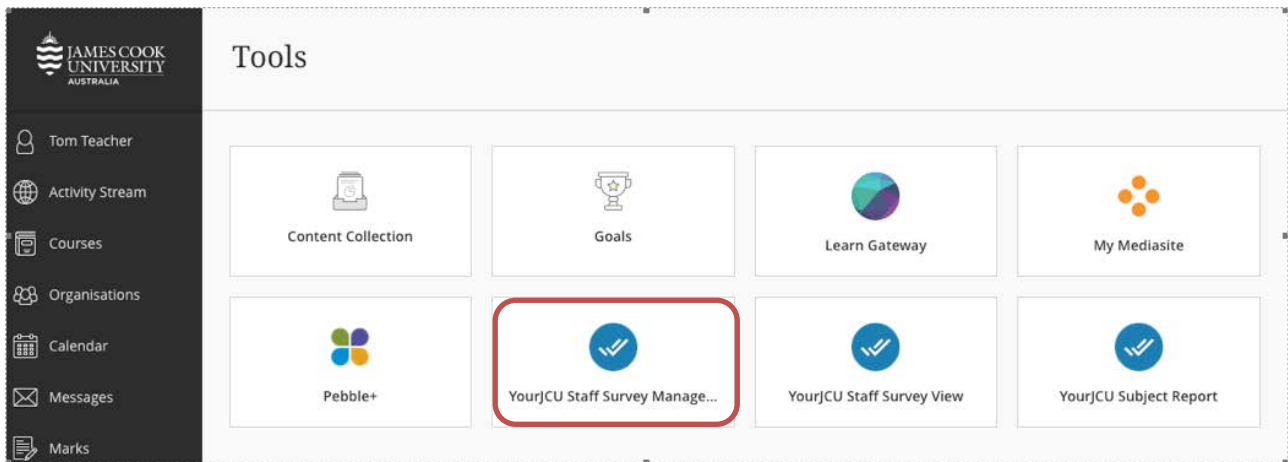 JAMES COOK
UNIVERSITY
AUSTRALIA
Tools
Tom Teacher
Activity Stream
Courses
Organisations
Calendar
Messages
Marks
Content Collection
Goals
Learn Gateway
My Mediasite
Pebble+
YourJCU Staff Survey Manage...
YourJCU Staff Survey View
YourJCU Subject Report